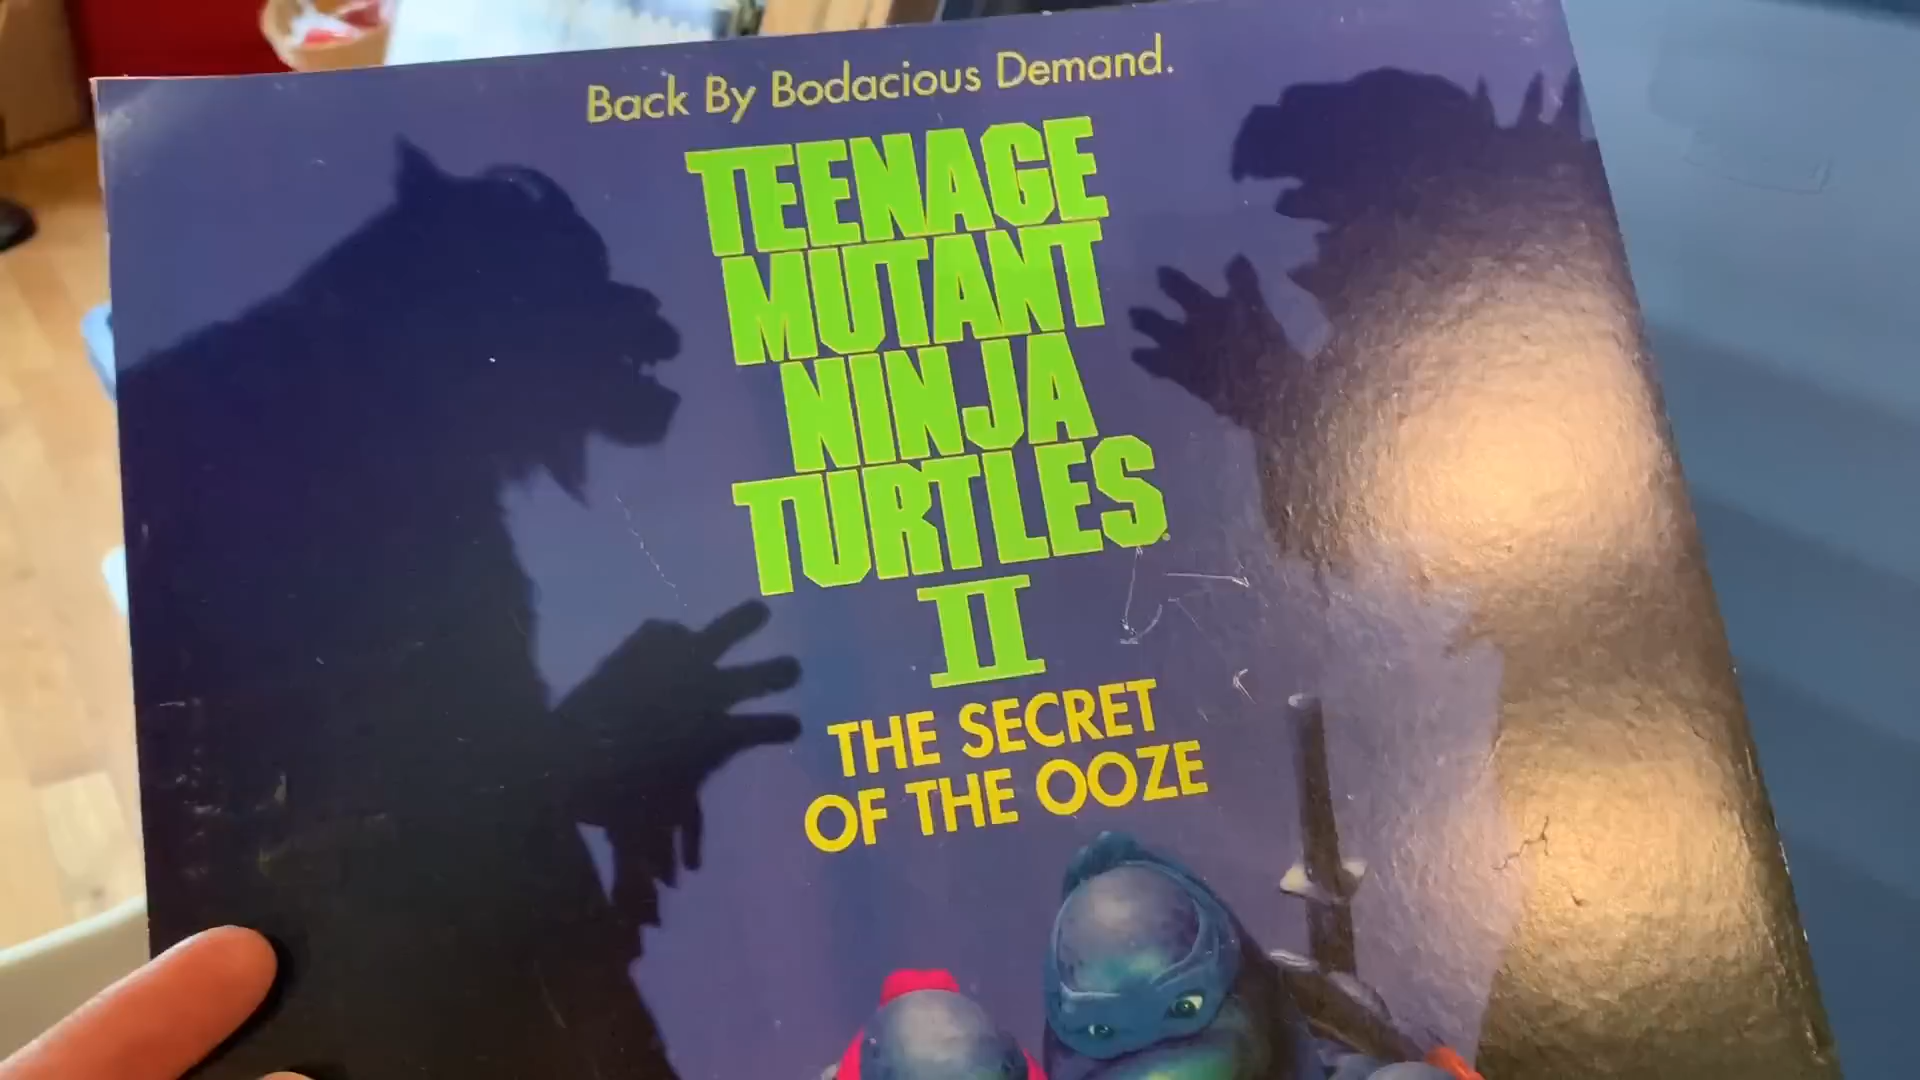 Back By Bodacious Demand.
TEENAGE
MUTANT
NINJA
TURTLES
II
THE SECRET
OF THE OOZE